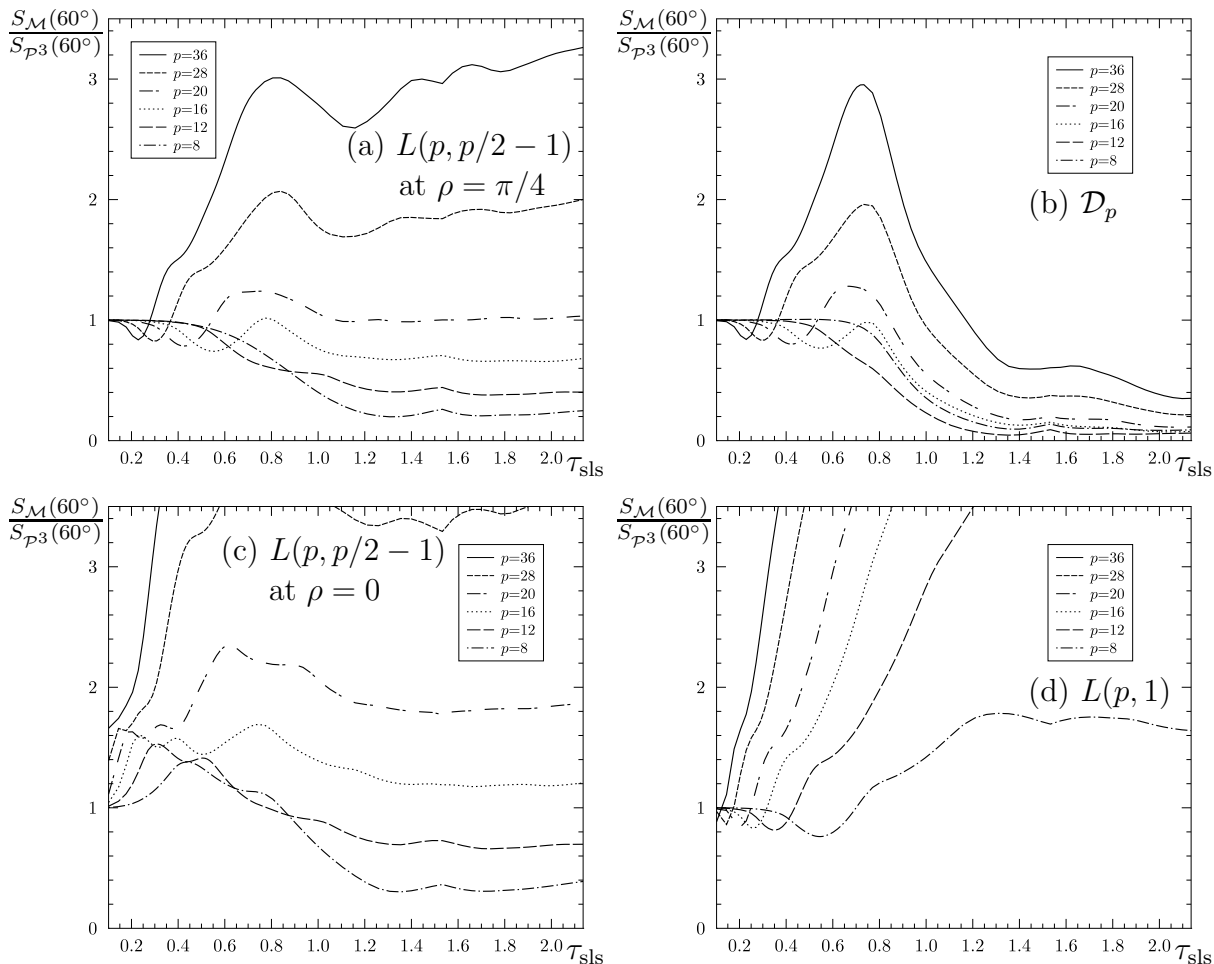 S_M(60°)
S_P³(60°)
3
2
1
0
p=36
p=28
p=20
p=16
p=12
p=8
(a) L(p, p/2 − 1)
at ρ = π/4
0.2 0.4 0.6 0.8 1.0 1.2 1.4 1.6 1.8 2.0 τ_sls
S_M(60°)
S_P³(60°)
3
2
1
0
p=36
p=28
p=20
p=16
p=12
p=8
(b) 𝒟_p
0.2 0.4 0.6 0.8 1.0 1.2 1.4 1.6 1.8 2.0 τ_sls
S_M(60°)
S_P³(60°)
3
2
1
0
(c) L(p, p/2 − 1)
at ρ = 0
p=36
p=28
p=20
p=16
p=12
p=8
0.2 0.4 0.6 0.8 1.0 1.2 1.4 1.6 1.8 2.0 τ_sls
S_M(60°)
S_P³(60°)
3
2
1
0
p=36
p=28
p=20
p=16
p=12
p=8
(d) L(p, 1)
0.2 0.4 0.6 0.8 1.0 1.2 1.4 1.6 1.8 2.0 τ_sls